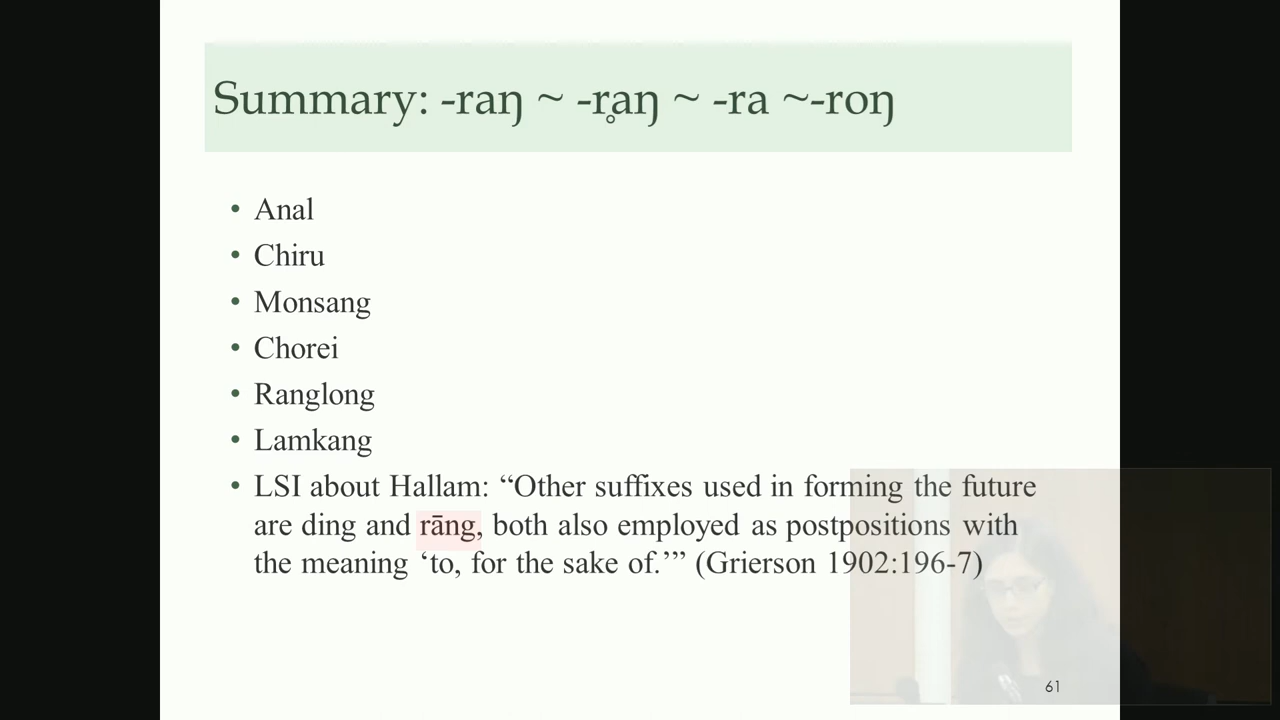 Summary: -raŋ ~ -r̥aŋ ~ -ra ~-roŋ
• Anal
• Chiru
• Monsang
• Chorei
• Ranglong
• Lamkang
• LSI about Hallam: “Other suffixes used in forming the future
are ding and rāng, both also employed as postpositions with
the meaning ‘to, for the sake of.’” (Grierson 1902:196-7)
61